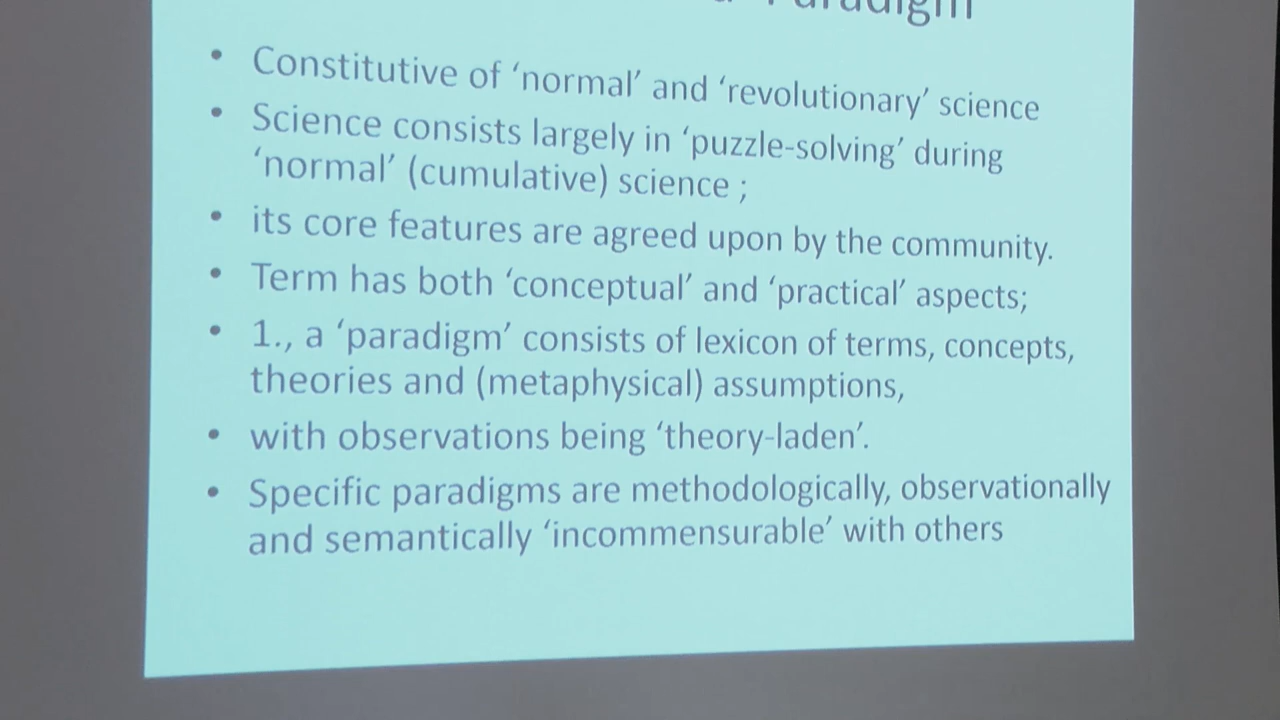 Paradigm
• Constitutive of ‘normal’ and ‘revolutionary’ science
• Science consists largely in ‘puzzle-solving’ during
‘normal’ (cumulative) science ;
• its core features are agreed upon by the community.
• Term has both ‘conceptual’ and ‘practical’ aspects;
• 1., a ‘paradigm’ consists of lexicon of terms, concepts,
theories and (metaphysical) assumptions,
• with observations being ‘theory-laden’.
• Specific paradigms are methodologically, observationally
and semantically ‘incommensurable’ with others